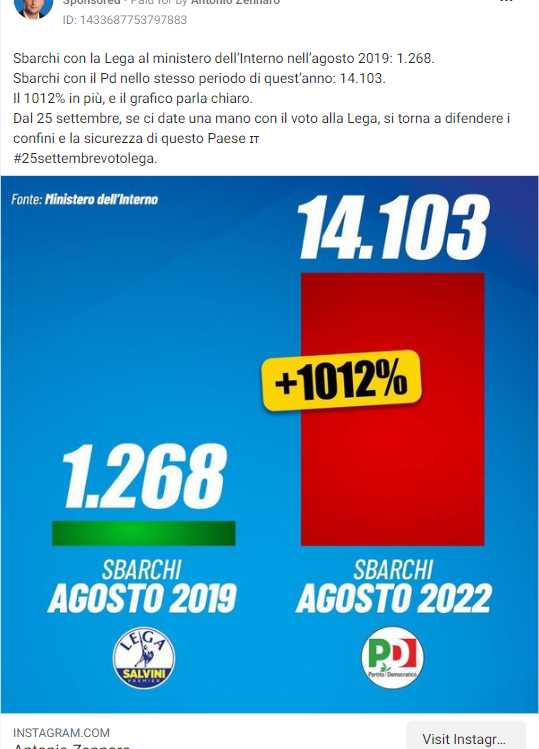 Sponsored · Paid for by Antonio Zennaro
ID: 1433687753797883
Sbarchi con la Lega al ministero dell'Interno nell'agosto 2019: 1.268.
Sbarchi con il Pd nello stesso periodo di quest'anno: 14.103.
Il 1012% in più, e il grafico parla chiaro.
Dal 25 settembre, se ci date una mano con il voto alla Lega, si torna a difendere i
confini e la sicurezza di questo Paese IT
#25settembrevotolega.
Fonte: Ministero dell'Interno
14.103
+1012%
1.268
SBARCHI
AGOSTO 2019
SBARCHI
AGOSTO 2022
LEGA
SALVINI
PREMIER
PD
Partito Democratico
INSTAGRAM.COM
Antonio Zennaro
Visit Instagr...